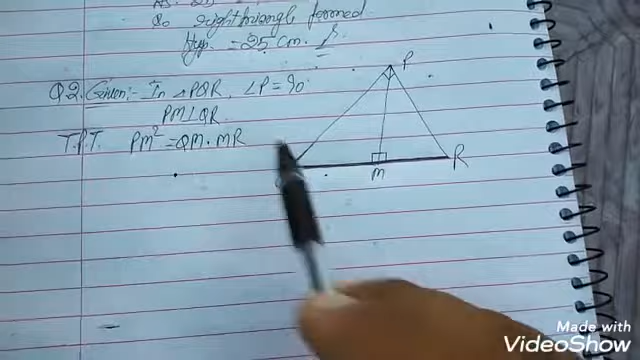 So right triangle formed
Hyp. = 25 cm.
Q2. Given:- In △PQR, ∠P = 90°
PM⊥QR
T.P.T. PM² = QM · MR
P
R
M
Made with
VideoShow